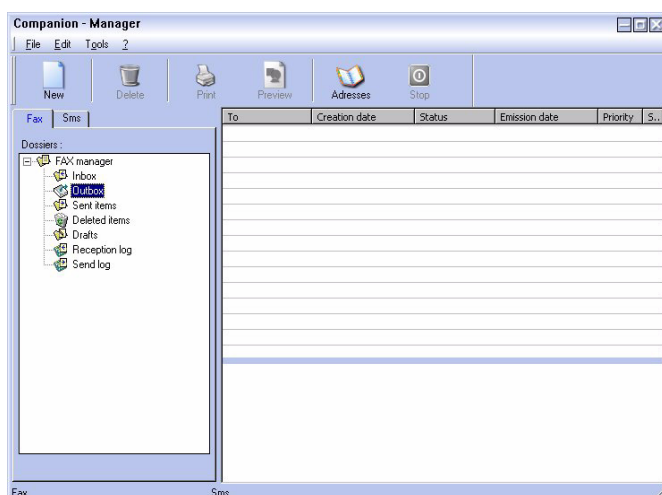 Companion - Manager
File Edit Tools ?
New Delete Print Preview Adresses Stop
Fax Sms
To Creation date Status Emission date Priority S..
Dossiers :
FAX manager
Inbox
Outbox
Sent items
Deleted items
Drafts
Reception log
Send log
Fax Sms